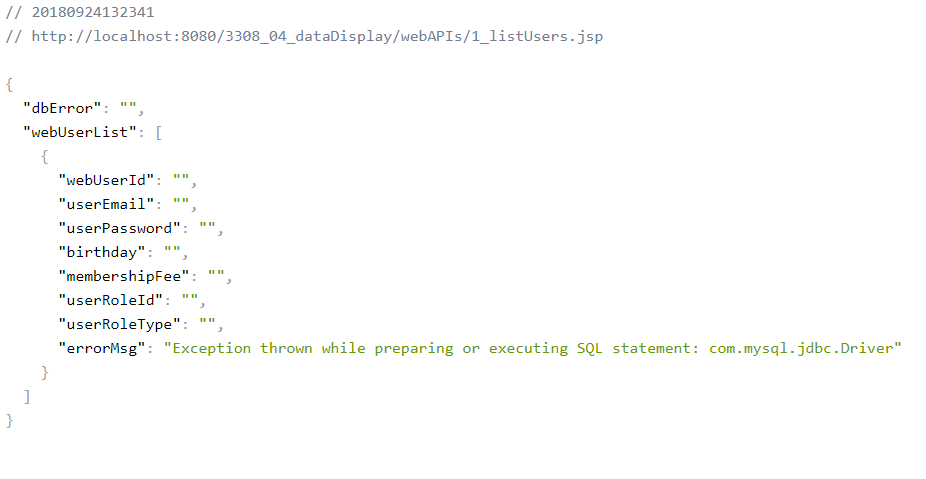 // 20180924132341
// http://localhost:8080/3308_04_dataDisplay/webAPIs/1_listUsers.jsp
{
  "dbError": "",
  "webUserList": [
    {
      "webUserId": "",
      "userEmail": "",
      "userPassword": "",
      "birthday": "",
      "membershipFee": "",
      "userRoleId": "",
      "userRoleType": "",
      "errorMsg": "Exception thrown while preparing or executing SQL statement: com.mysql.jdbc.Driver"
    }
  ]
}